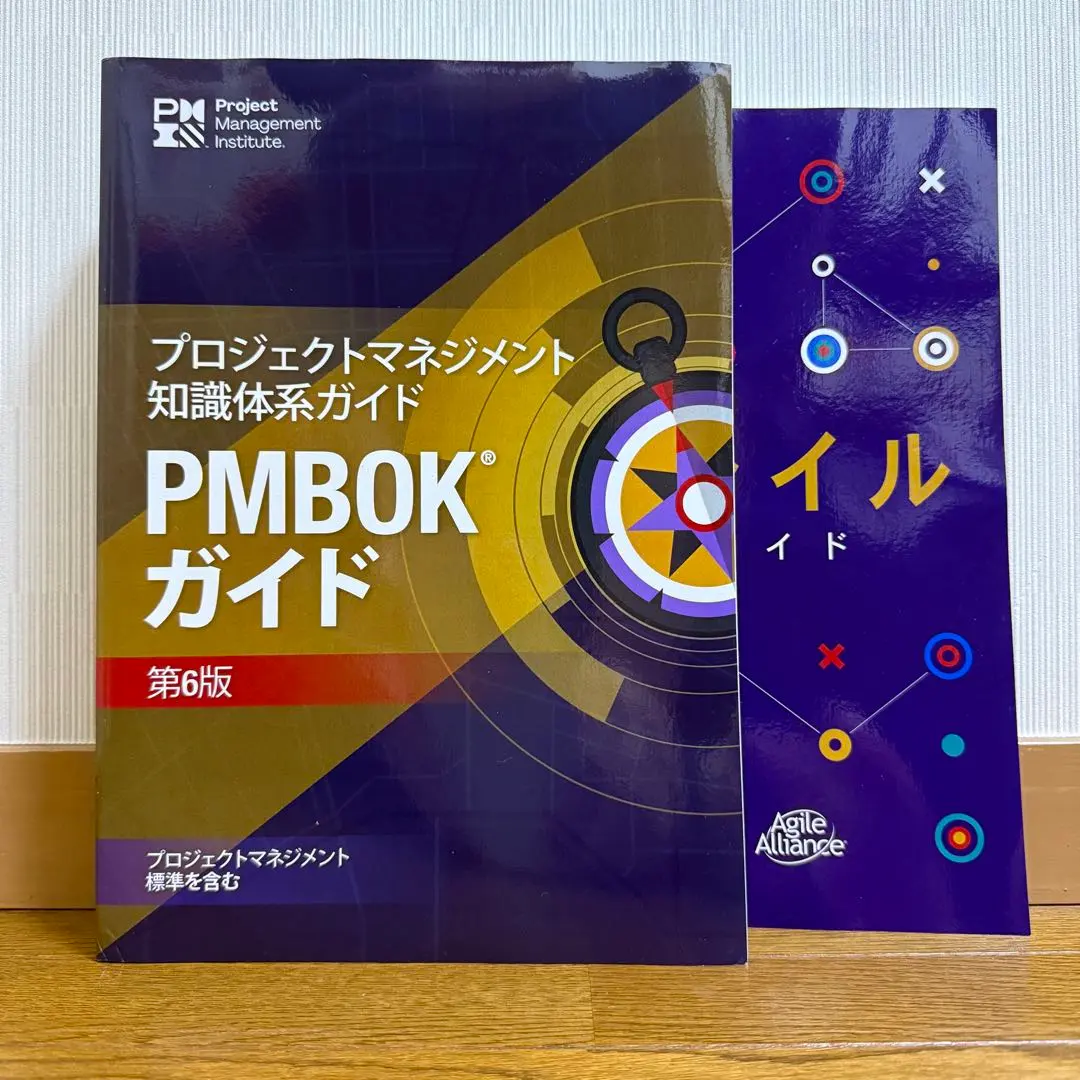 Project
Management
Institute.
プロジェクトマネジメント
知識体系ガイド
PMBOK®
ガイド
第6版
プロジェクトマネジメント
標準を含む
イル
イド
Agile
Alliance